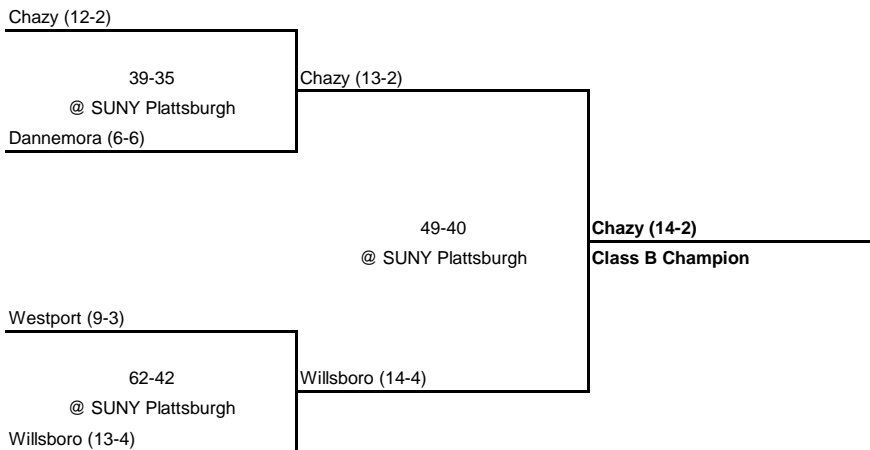 Chazy (12-2)
39-35
Chazy (13-2)
@ SUNY Plattsburgh
Dannemora (6-6)
49-40
Chazy (14-2)
@ SUNY Plattsburgh
Class B Champion
Westport (9-3)
62-42
Willsboro (14-4)
@ SUNY Plattsburgh
Willsboro (13-4)